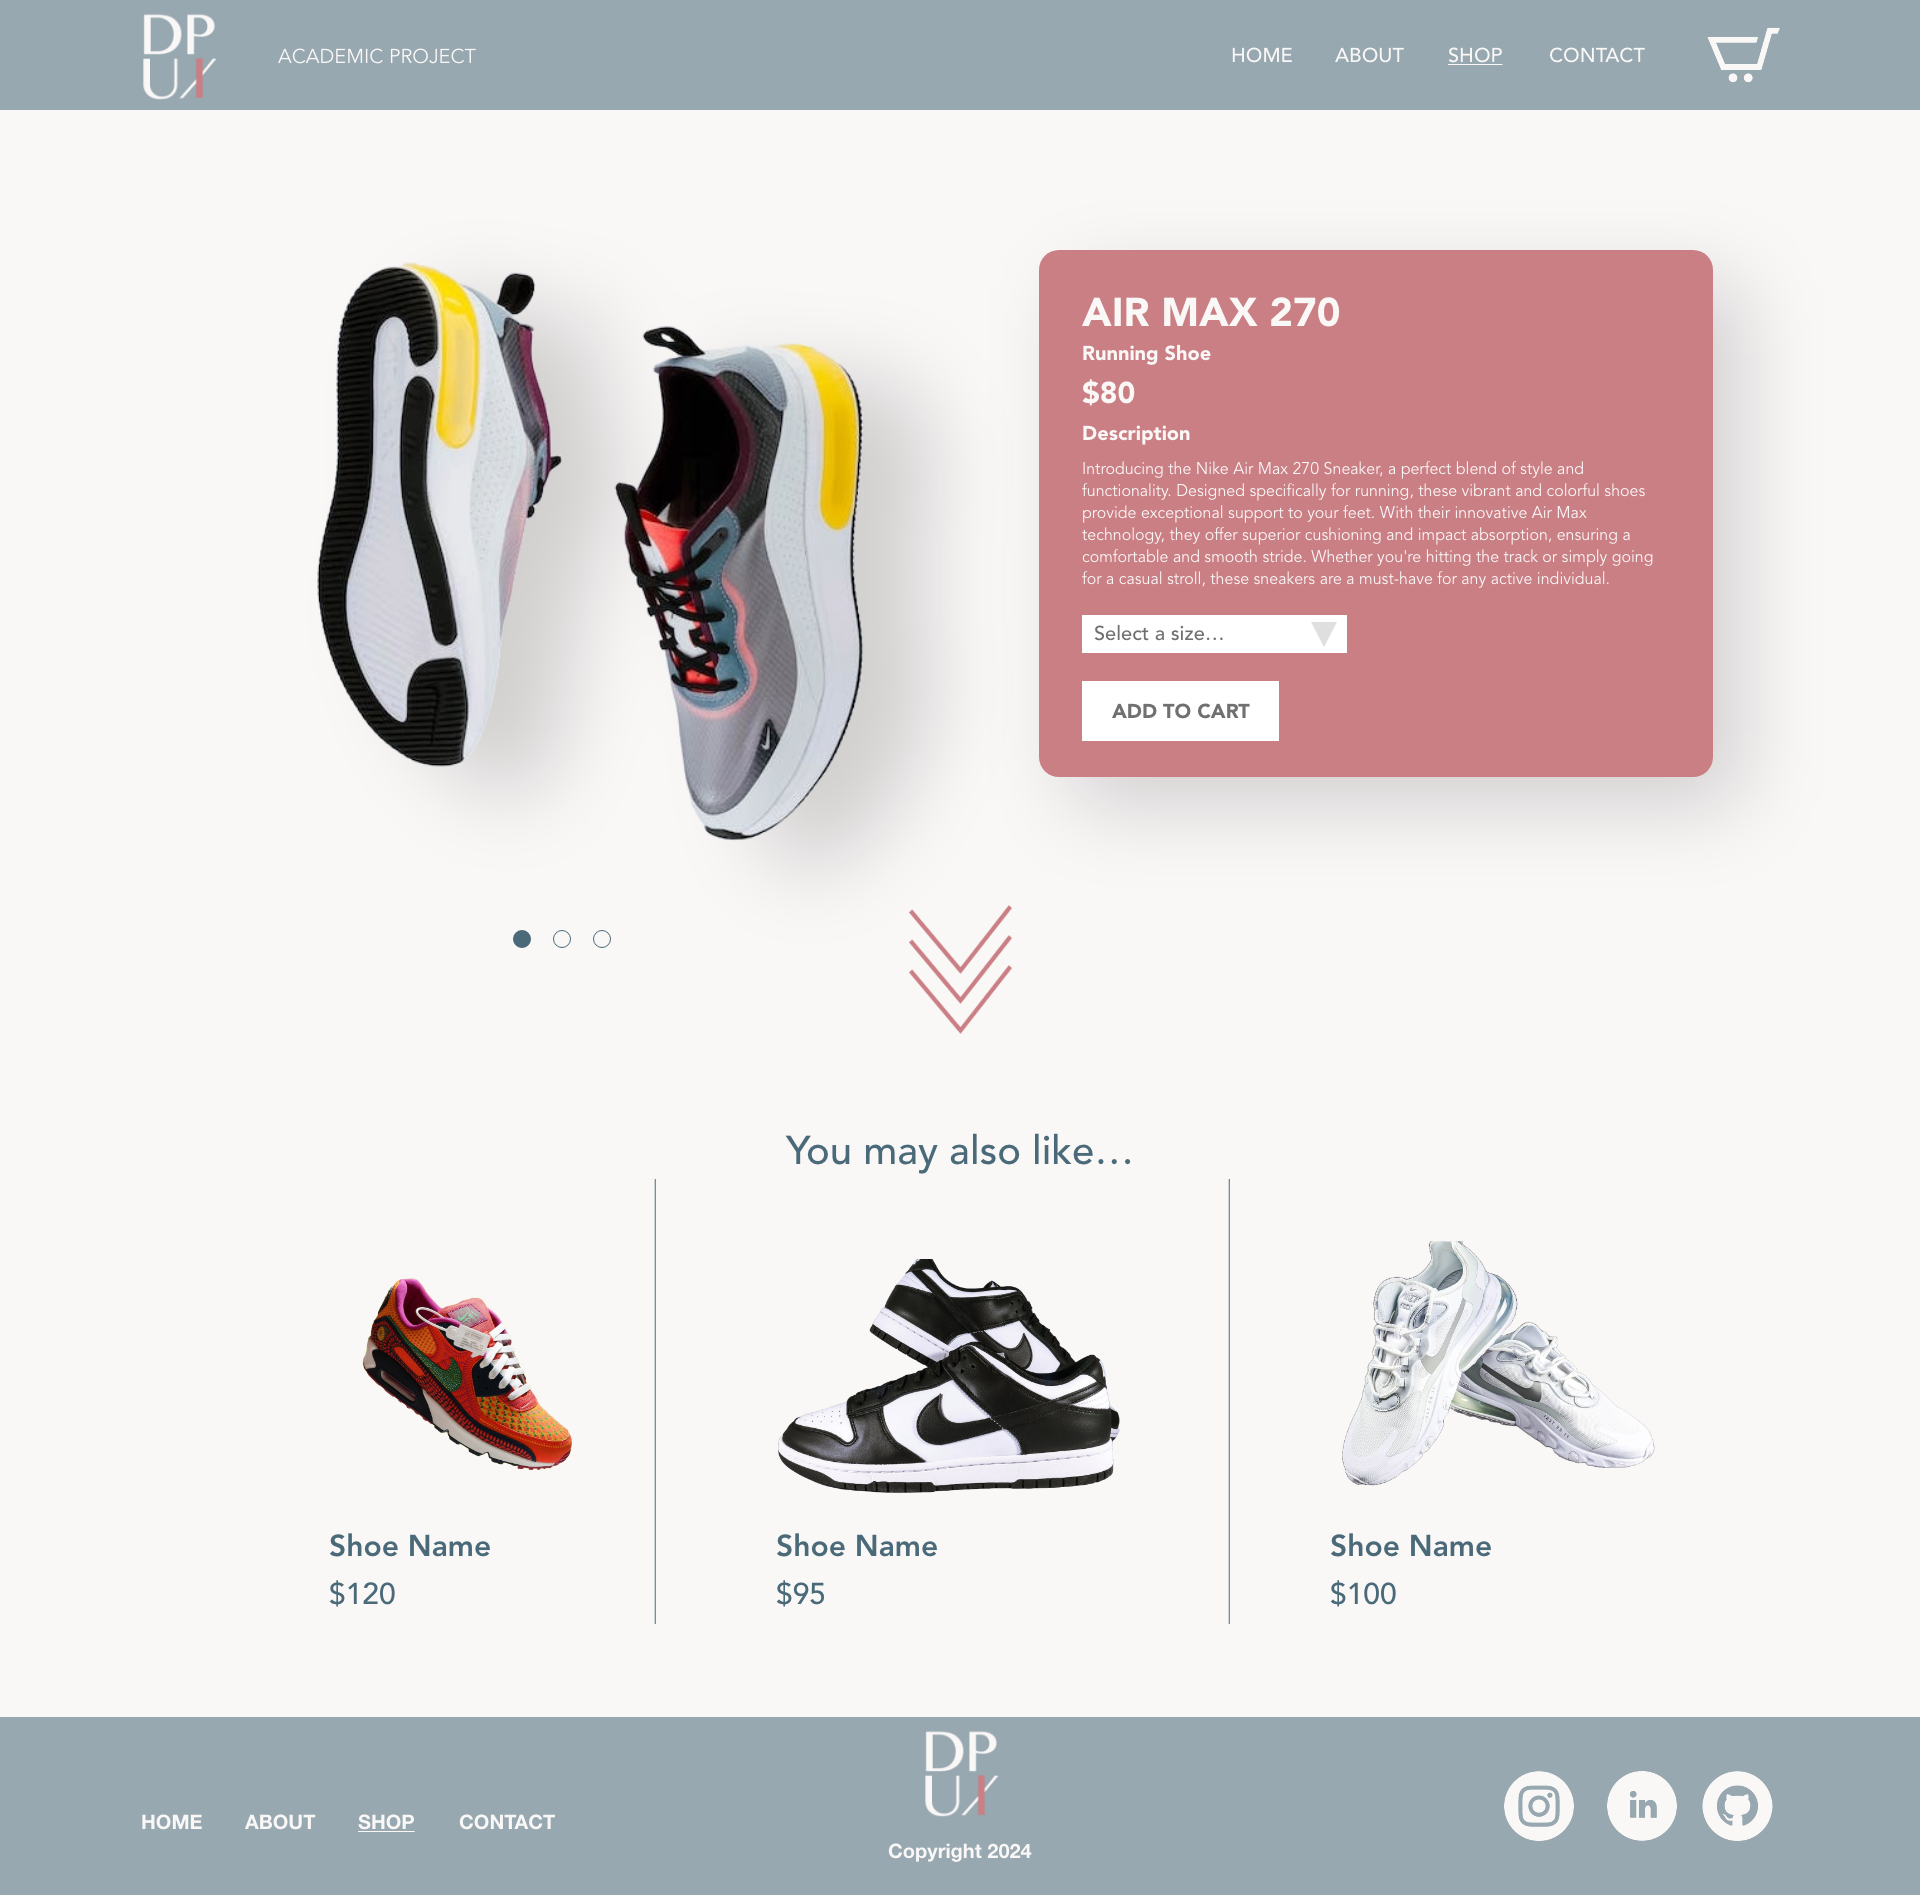 DP
UX
ACADEMIC PROJECT
HOME ABOUT SHOP CONTACT
AIR MAX 270
Running Shoe
$80
Description
Introducing the Nike Air Max 270 Sneaker, a perfect blend of style and
functionality. Designed specifically for running, these vibrant and colorful shoes
provide exceptional support to your feet. With their innovative Air Max
technology, they offer superior cushioning and impact absorption, ensuring a
comfortable and smooth stride. Whether you're hitting the track or simply going
for a casual stroll, these sneakers are a must-have for any active individual.
Select a size...
ADD TO CART
You may also like...
Shoe Name
$120
Shoe Name
$95
Shoe Name
$100
HOME ABOUT SHOP CONTACT
DP
UX
Copyright 2024
in